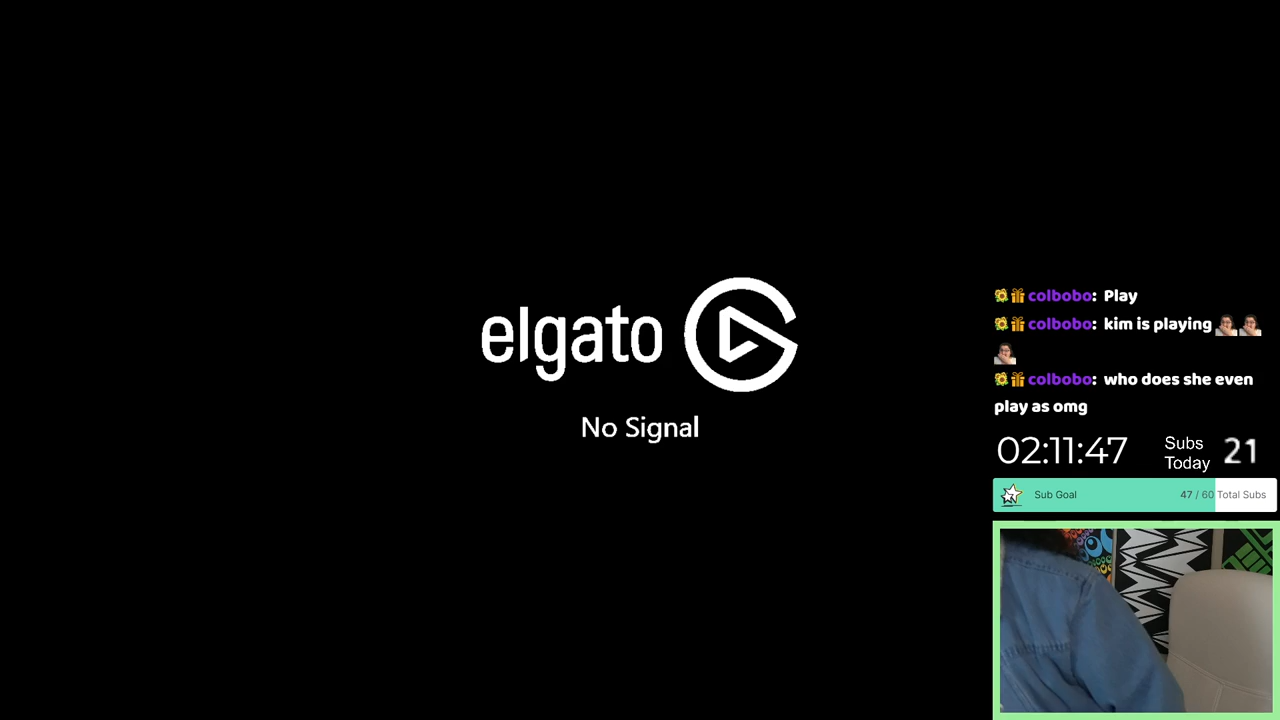 elgato
No Signal
colbobo: Play
colbobo: kim is playing
colbobo: who does she even
play as omg
02:11:47
Subs
Today
21
Sub Goal
47 / 60 Total Subs